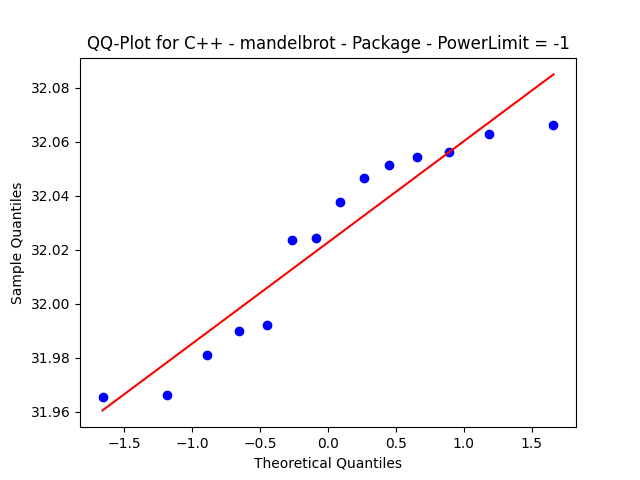 QQ-Plot for C++ - mandelbrot - Package - PowerLimit = -1
32.08
32.06
32.04
32.02
32.00
31.98
31.96
Sample Quantiles
−1.5 −1.0 −0.5 0.0 0.5 1.0 1.5
Theoretical Quantiles